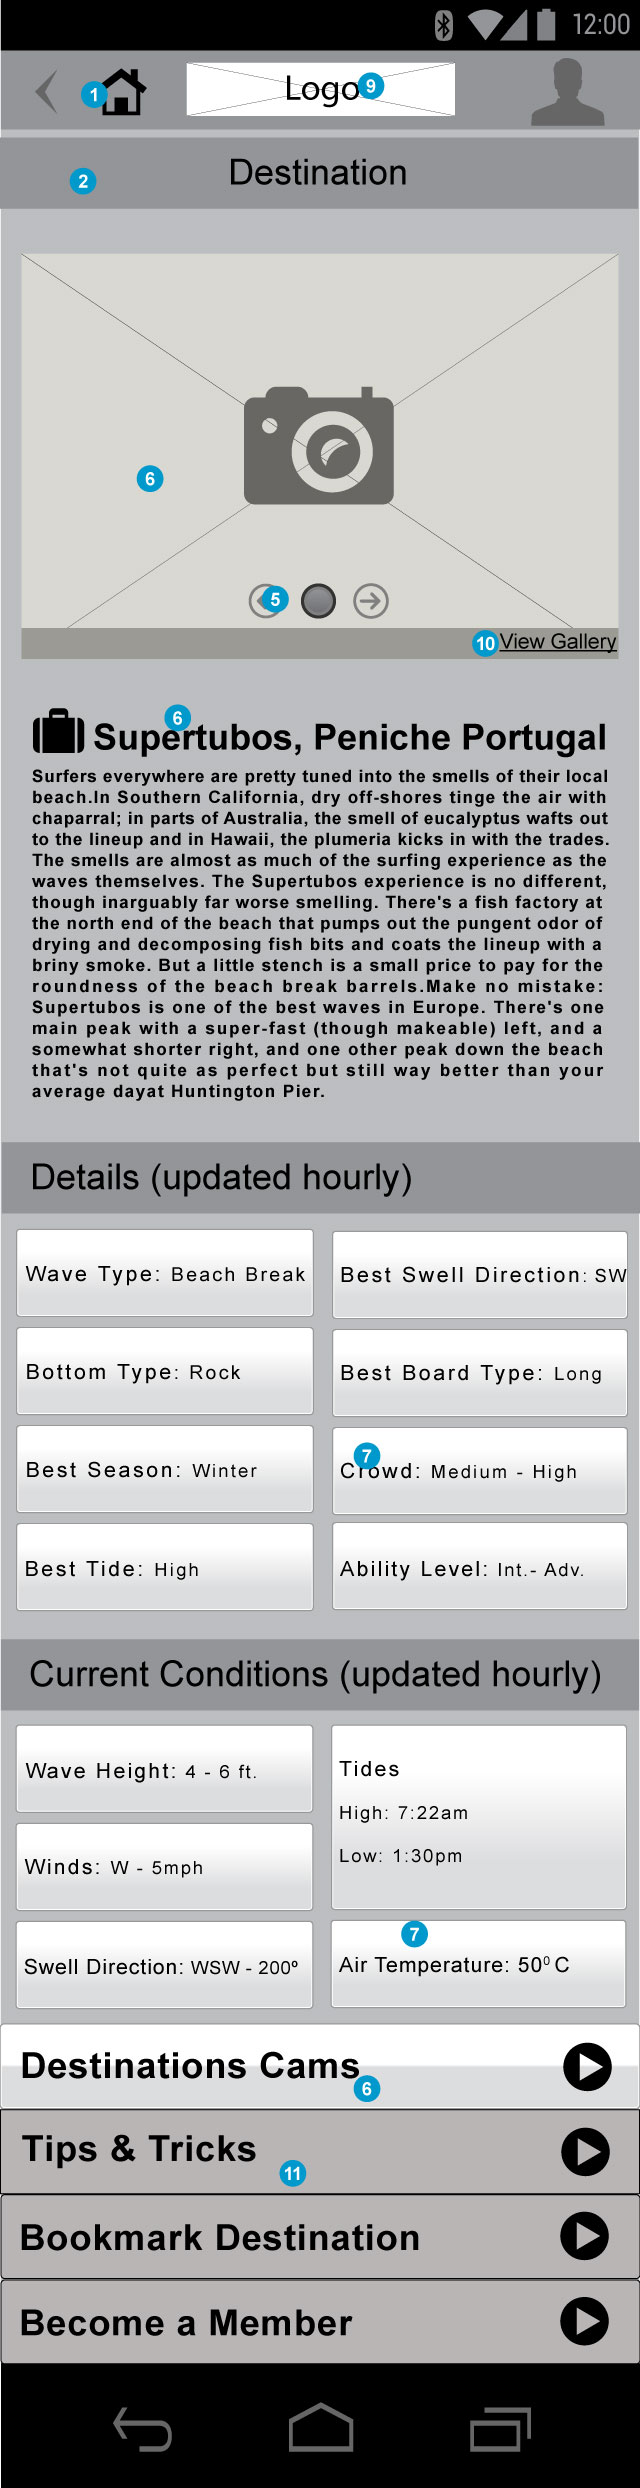 12:00
1
Logo
9
2
Destination
6
5
10 View Gallery
6
Supertubos, Peniche Portugal
Surfers everywhere are pretty tuned into the smells of their local
beach.In Southern California, dry off-shores tinge the air with
chaparral; in parts of Australia, the smell of eucalyptus wafts out
to the lineup and in Hawaii, the plumeria kicks in with the trades.
The smells are almost as much of the surfing experience as the
waves themselves. The Supertubos experience is no different,
though inarguably far worse smelling. There's a fish factory at
the north end of the beach that pumps out the pungent odor of
drying and decomposing fish bits and coats the lineup with a
briny smoke. But a little stench is a small price to pay for the
roundness of the beach break barrels.Make no mistake:
Supertubos is one of the best waves in Europe. There's one
main peak with a super-fast (though makeable) left, and a
somewhat shorter right, and one other peak down the beach
that's not quite as perfect but still way better than your
average dayat Huntington Pier.
Details (updated hourly)
Wave Type: Beach Break
Best Swell Direction: SW
Bottom Type: Rock
Best Board Type: Long
Best Season: Winter
7
Crowd: Medium - High
Best Tide: High
Ability Level: Int.- Adv.
Current Conditions (updated hourly)
Wave Height: 4 - 6 ft.
Tides
High: 7:22am
Low: 1:30pm
Winds: W - 5mph
7
Swell Direction: WSW - 200º
Air Temperature: 50⁰ C
Destinations Cams
6
Tips & Tricks
11
Bookmark Destination
Become a Member